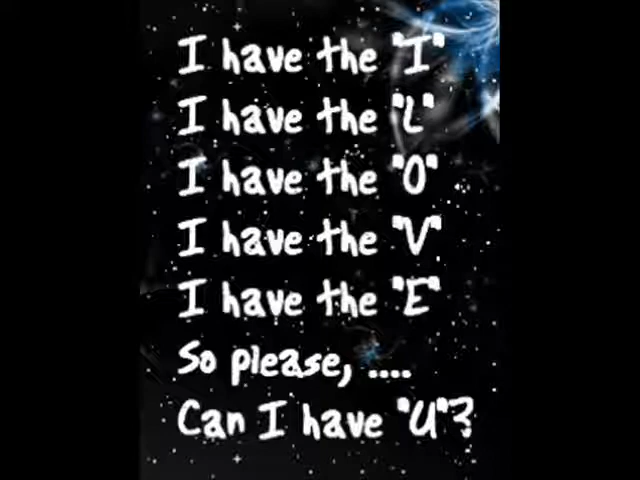 I have the "I"
I have the "L"
I have the "O"
I have the "V"
I have the "E"
So please, ....
Can I have "U"?